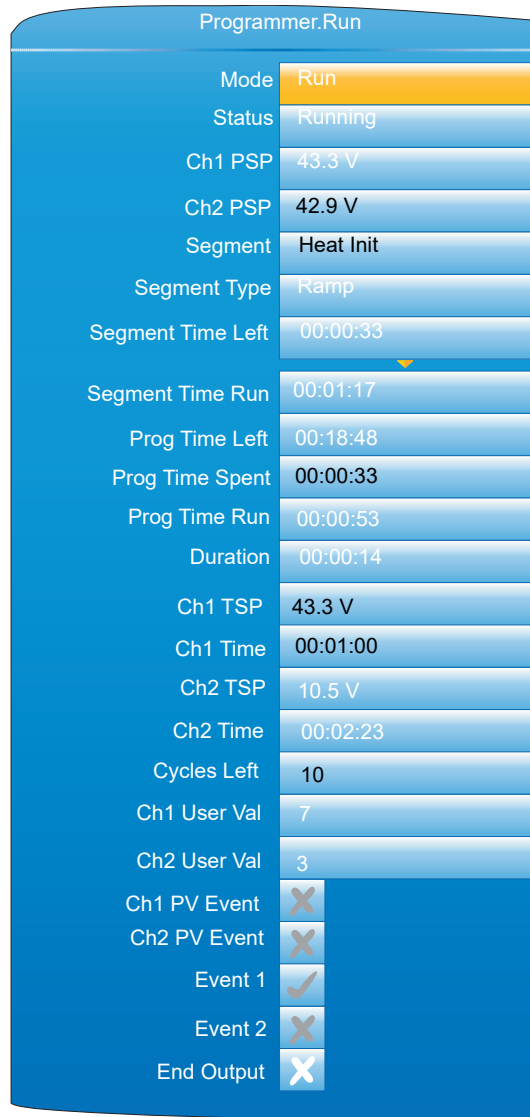 Programmer.Run
Mode Run
Status Running
Ch1 PSP 43.3 V
Ch2 PSP 42.9 V
Segment Heat Init
Segment Type Ramp
Segment Time Left 00:00:33
Segment Time Run 00:01:17
Prog Time Left 00:18:48
Prog Time Spent 00:00:33
Prog Time Run 00:00:53
Duration 00:00:14
Ch1 TSP 43.3 V
Ch1 Time 00:01:00
Ch2 TSP 10.5 V
Ch2 Time 00:02:23
Cycles Left 10
Ch1 User Val 7
Ch2 User Val 3
Ch1 PV Event
Ch2 PV Event
Event 1
Event 2
End Output